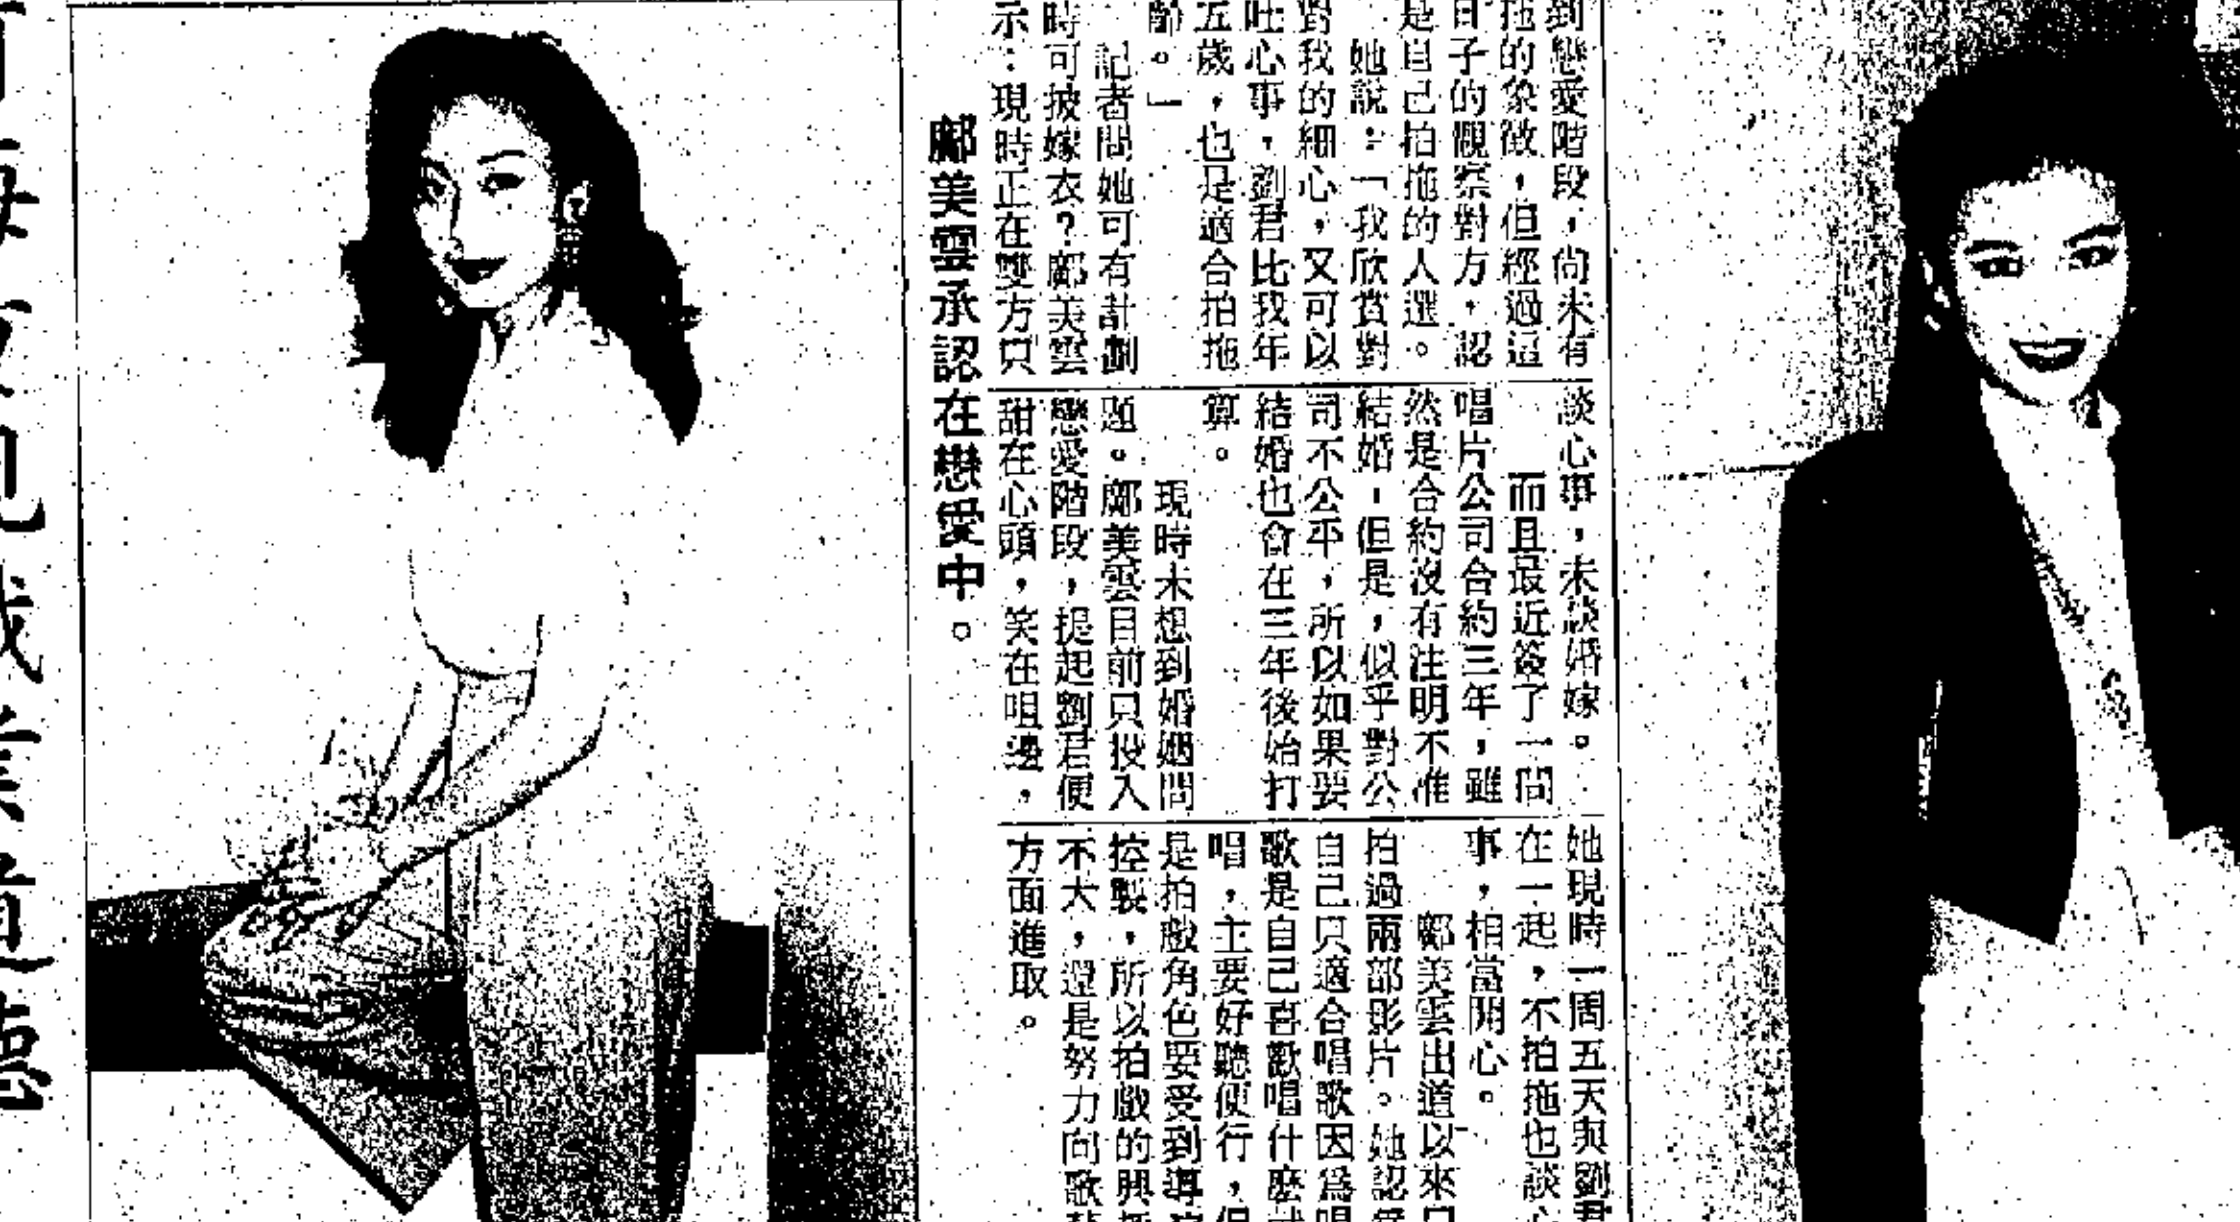 到戀愛階段，尚未有
拖的象徵，但經過這
日子的觀察對方，認
是自己拍拖的人選。
她說：「我欣賞對
對我的細心，又可以
吐心事，劉君比我年
五歲，也是適合拍拖
齡。」
記者問她可有計劃
時可披嫁衣？鄺美雲
示：現時正在雙方只
談心事，未談婚嫁。
而且最近簽了一間
唱片公司合約三年，雖
然是合約沒有注明不准
結婚，但是，似乎對公
司不公平，所以如果要
結婚也會在三年後始打
算。
現時未想到婚姻問
題。鄺美雲目前只投入
戀愛階段，提起劉君便
甜在心頭，笑在咀邊，
她現時一周五天與劉君
在一起，不拍拖也談心
事，相當開心。
鄺美雲出道以來只
拍過兩部影片。她認為
自己只適合唱歌因為唱
歌是自己喜歡唱什麼
唱，主要好聽便行，但
是拍戲角色要受到導
控製，所以拍戲的興
不大，還是努力向歌
方面進取。
鄺美雲承認在戀愛中。